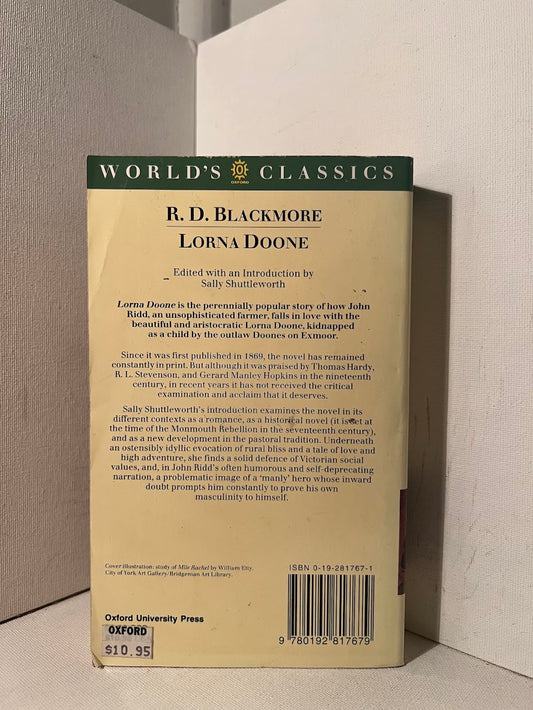 WORLD'S OXFORD CLASSICS
R. D. BLACKMORE
LORNA DOONE
Edited with an Introduction by
Sally Shuttleworth
Lorna Doone is the perennially popular story of how John
Ridd, an unsophisticated farmer, falls in love with the
beautiful and aristocratic Lorna Doone, kidnapped
as a child by the outlaw Doones on Exmoor.
Since it was first published in 1869, the novel has remained
constantly in print. But although it was praised by Thomas Hardy,
R. L. Stevenson, and Gerard Manley Hopkins in the nineteenth
century, in recent years it has not received the critical
examination and acclaim that it deserves.
Sally Shuttleworth's introduction examines the novel in its
different contexts as a romance, as a historical novel (it is set at
the time of the Monmouth Rebellion in the seventeenth century),
and as a new development in the pastoral tradition. Underneath
an ostensibly idyllic evocation of rural bliss and a tale of love and
high adventure, she finds a solid defence of Victorian social
values, and, in John Ridd's often humorous and self-deprecating
narration, a problematic image of a 'manly' hero whose inward
doubt prompts him constantly to prove his own
masculinity to himself.
Cover illustration: study of Mlle Rachel by William Etty.
City of York Art Gallery/Bridgeman Art Library.
ISBN 0-19-281767-1
9 780192 817679
Oxford University Press
OXFORD
$10.95